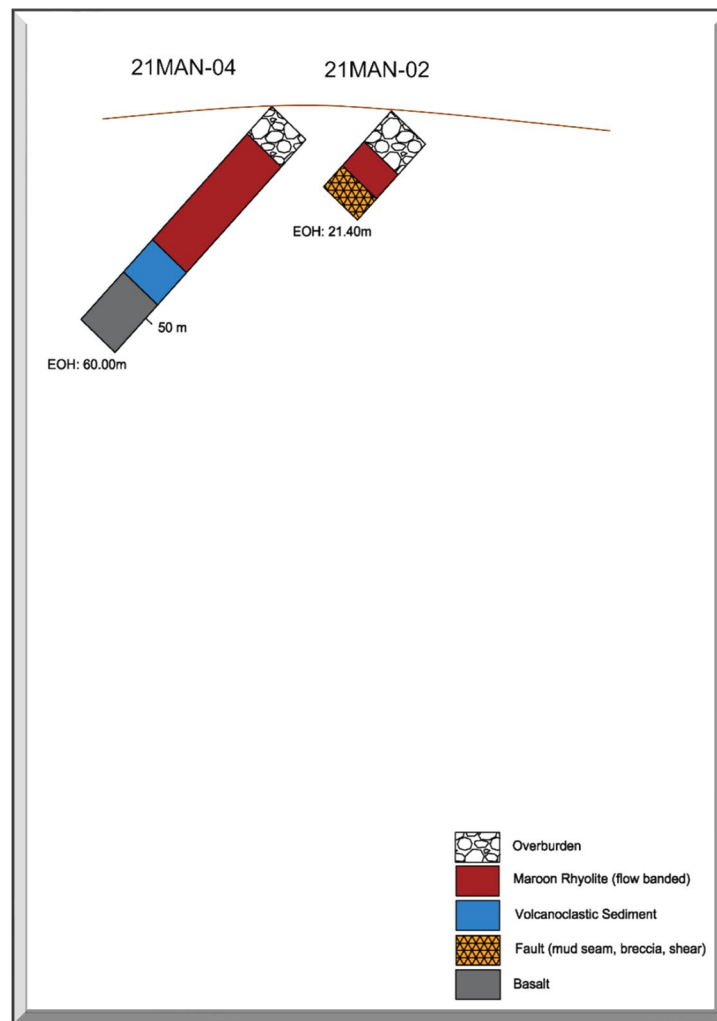 21MAN-04
21MAN-02
EOH: 21.40m
50 m
EOH: 60.00m
Overburden
Maroon Rhyolite (flow banded)
Volcanoclastic Sediment
Fault (mud seam, breccia, shear)
Basalt